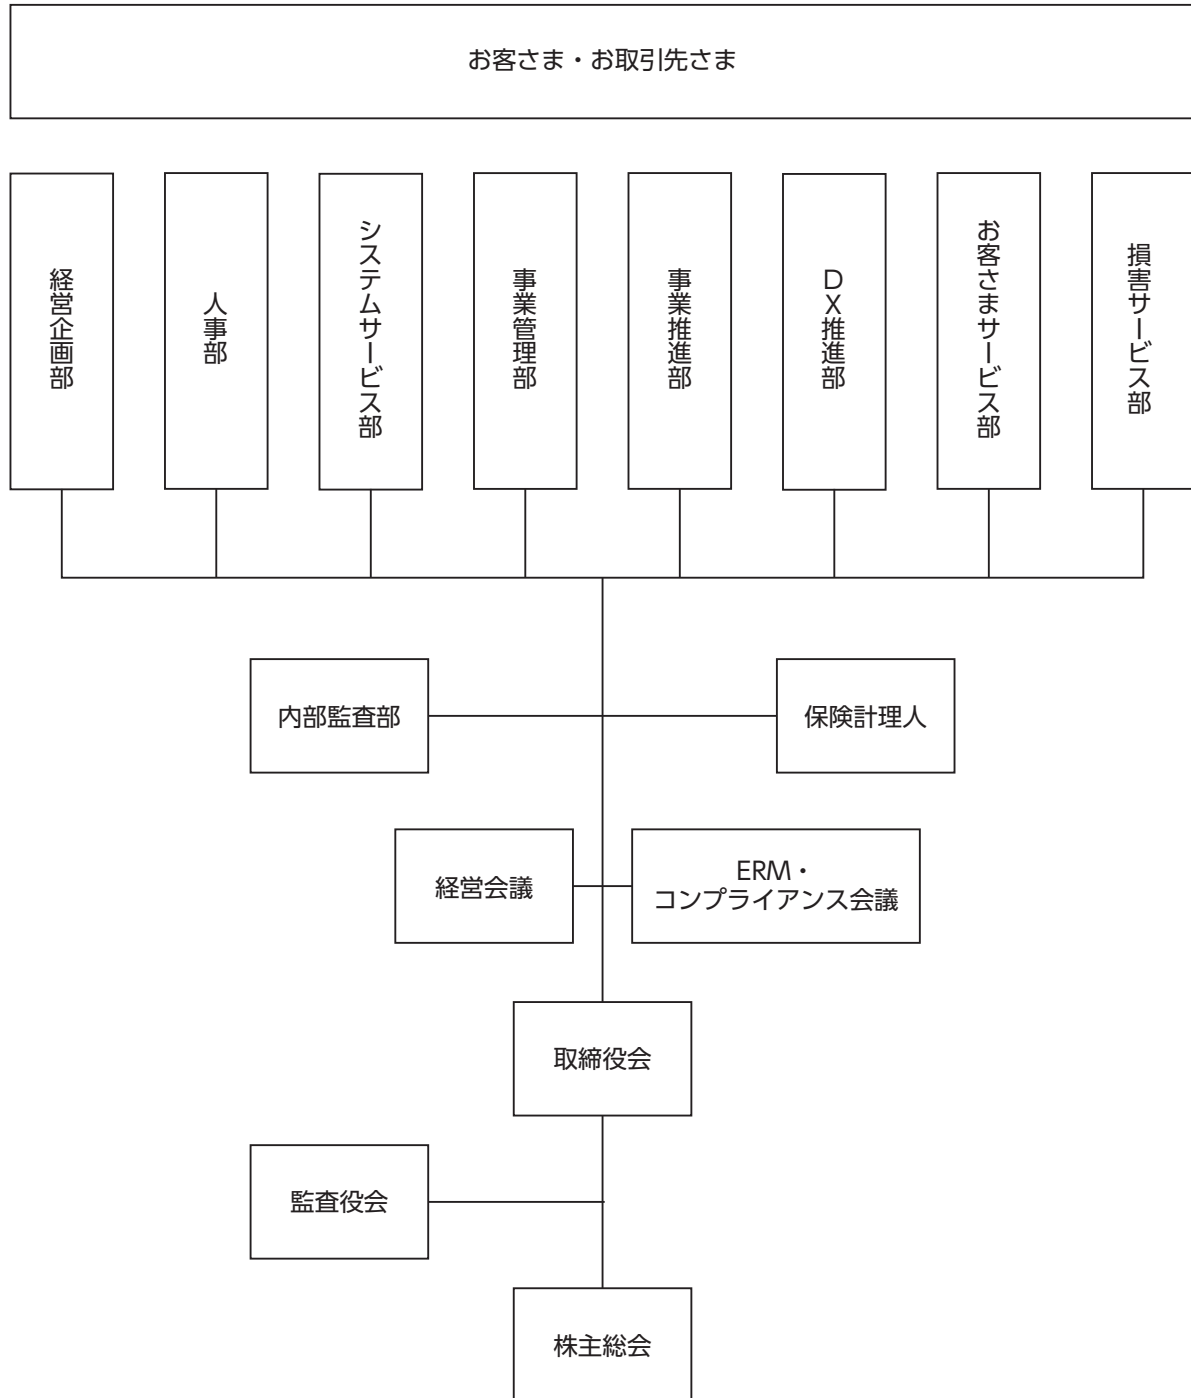 お客さま・お取引先さま
経営企画部
人事部
システムサービス部
事業管理部
事業推進部
DX推進部
お客さまサービス部
損害サービス部
内部監査部
保険計理人
経営会議
ERM・
コンプライアンス会議
取締役会
監査役会
株主総会